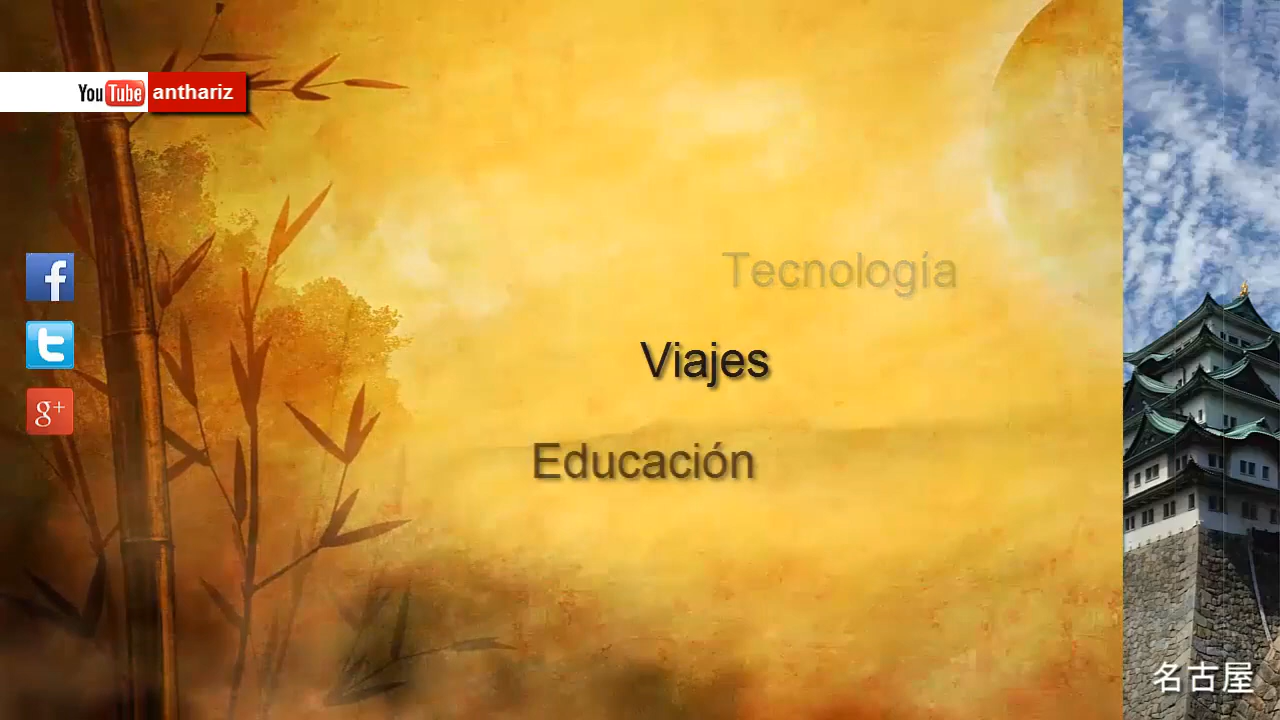 YouTube anthariz
Tecnología
Viajes
Educación
名古屋